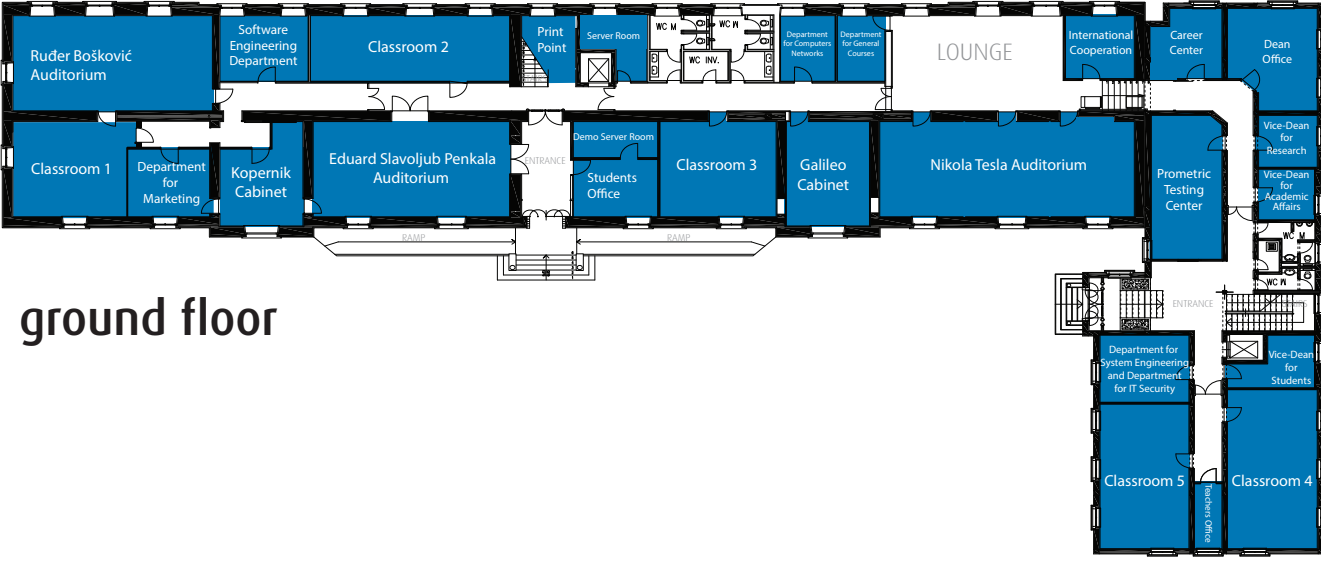 Ruđer Bošković
Auditorium
Software
Engineering
Department
Classroom 2
Print
Point
Server Room
WC M
WC W
WC INV.
Department
for Computers
Networks
Department
for General
Courses
LOUNGE
International
Cooperation
Career
Center
Dean
Office
Classroom 1
Department
for
Marketing
Kopernik
Cabinet
Eduard Slavoljub Penkala
Auditorium
ENTRANCE
Demo Server Room
Students
Office
Classroom 3
Galileo
Cabinet
Nikola Tesla Auditorium
Prometric
Testing
Center
Vice-Dean
for
Research
Vice-Dean
for
Academic
Affairs
WC M
WC W
RAMP
RAMP
ground floor
ENTRANCE
Department for
System Engineering
and Department
for IT Security
Vice-Dean
for
Students
Classroom 5
Teachers Office
Classroom 4